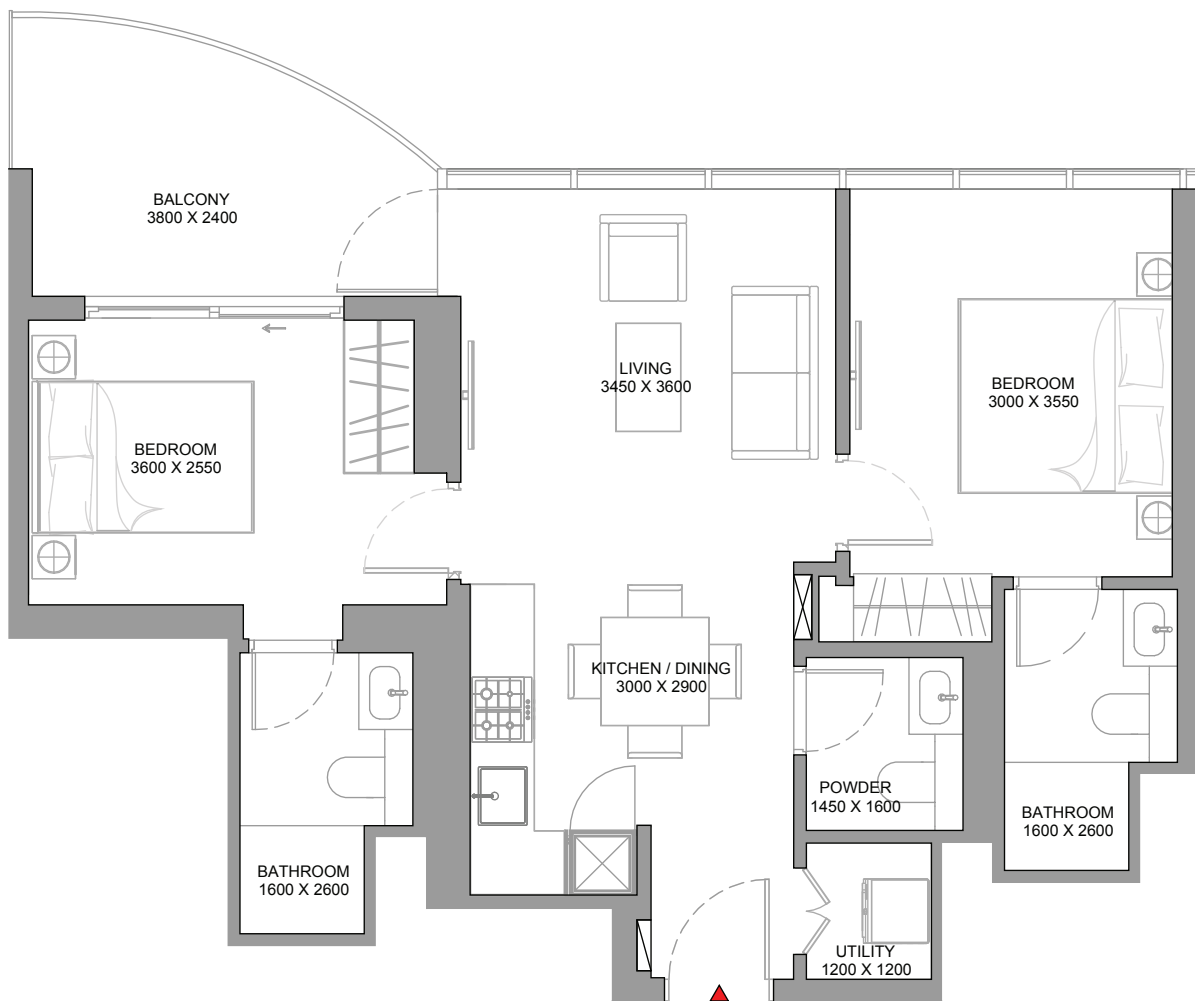 BALCONY
3800 X 2400
LIVING
3450 X 3600
BEDROOM
3000 X 3550
BEDROOM
3600 X 2550
KITCHEN / DINING
3000 X 2900
POWDER
1450 X 1600
BATHROOM
1600 X 2600
BATHROOM
1600 X 2600
UTILITY
1200 X 1200